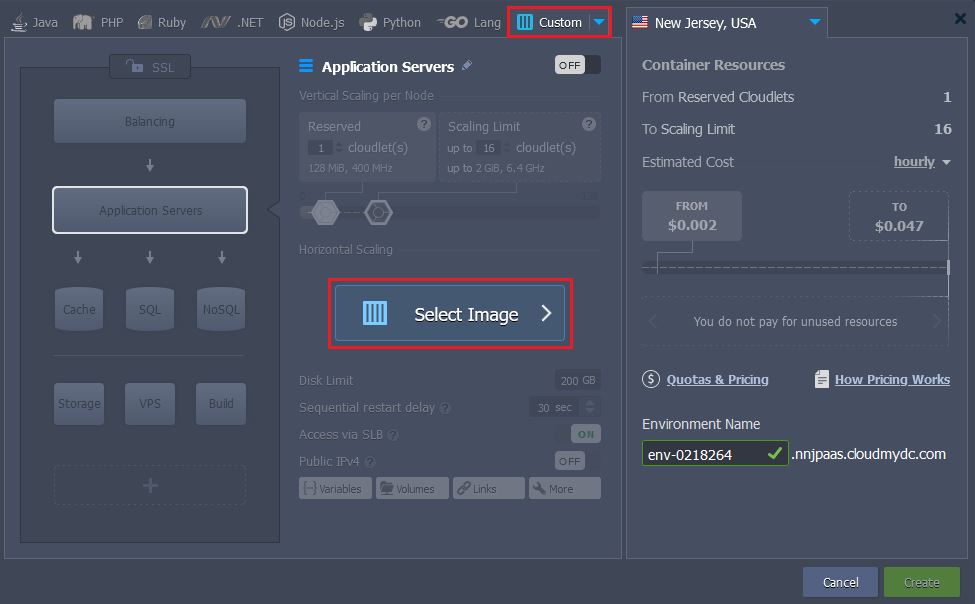 Java PHP Ruby .NET Node.js Python GO Lang Custom
New Jersey, USA
SSL
Balancing
Application Servers
Cache SQL NoSQL
Storage VPS Build
Application Servers OFF
Vertical Scaling per Node
Reserved ?
1 cloudlet(s)
128 MiB, 400 MHz
Scaling Limit ?
up to 16 cloudlet(s)
up to 2 GiB, 6.4 GHz
0 128
Horizontal Scaling
Select Image
Disk Limit 200 GB
Sequential restart delay ? 30 sec
Access via SLB ? ON
Public IPv4 ? OFF
Variables Volumes Links More
Container Resources
From Reserved Cloudlets 1
To Scaling Limit 16
Estimated Cost hourly
FROM
$0.002
TO
$0.047
You do not pay for unused resources
$ Quotas & Pricing How Pricing Works
Environment Name
env-0218264 .nnjpaas.cloudmydc.com
Cancel Create